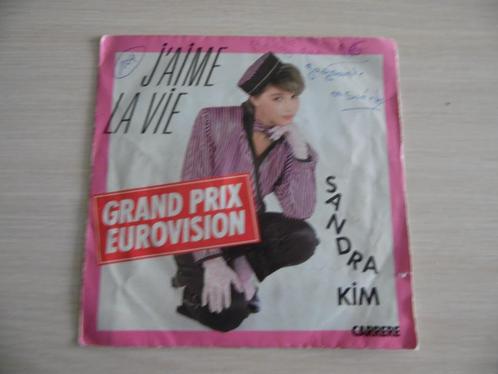 J'AIME
LA VIE
GRAND PRIX
EUROVISION
SANDRA
KIM
CARRERE